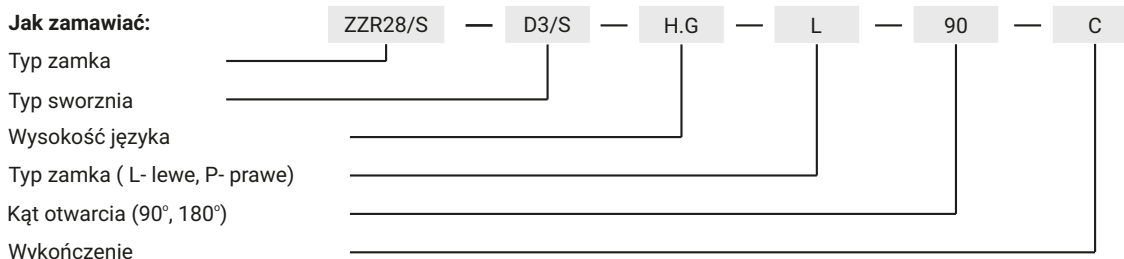 Jak zamawiać: ZZR28/S — D3/S — H.G — L — 90 — C
Typ zamka
Typ sworznia
Wysokość języka
Typ zamka ( L- lewe, P- prawe)
Kąt otwarcia (90°, 180°)
Wykończenie